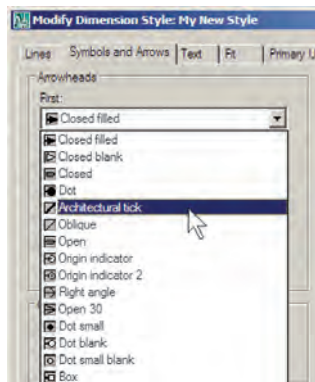 Modify Dimension Style: My New Style
Lines Symbols and Arrows Text Fit Primary U
Arrowheads
First:
Closed filled
Closed filled
Closed blank
Closed
Dot
Architectural tick
Oblique
Open
Origin indicator
Origin indicator 2
Right angle
Open 30
Dot small
Dot blank
Dot small blank
Box